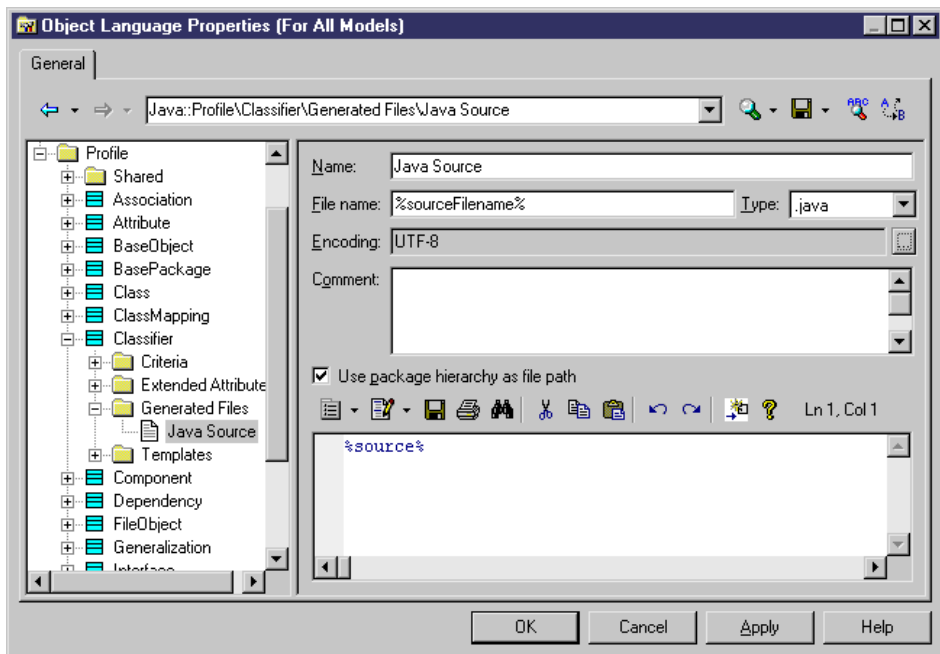 Object Language Properties (For All Models)
General
Java::Profile\Classifier\Generated Files\Java Source
Profile
Shared
Association
Attribute
BaseObject
BasePackage
Class
ClassMapping
Classifier
Criteria
Extended Attribute
Generated Files
Java Source
Templates
Component
Dependency
FileObject
Generalization
Interface
Name: Java Source
File name: %sourceFilename% Type: .java
Encoding: UTF-8
Comment:
Use package hierarchy as file path
Ln 1, Col 1
%source%
OK Cancel Apply Help